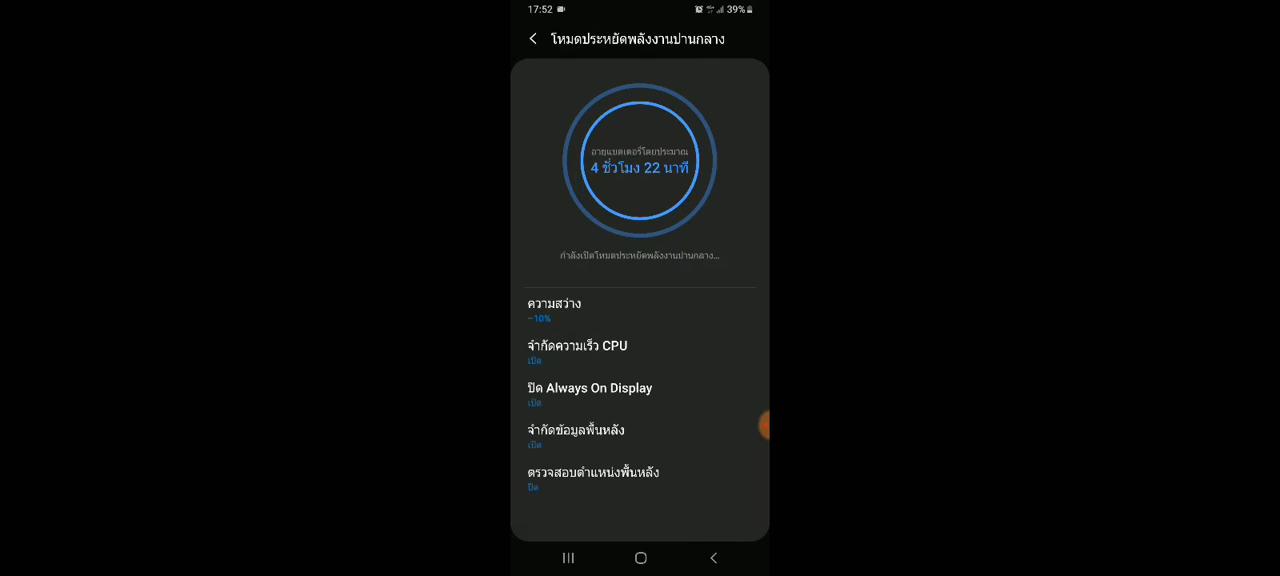 17:52
39%
โหมดประหยัดพลังงานปานกลาง
อายุแบตเตอรี่โดยประมาณ
4 ชั่วโมง 22 นาที
กำลังเปิดโหมดประหยัดพลังงานปานกลาง...
ความสว่าง
-10%
จำกัดความเร็ว CPU
เปิด
ปิด Always On Display
เปิด
จำกัดข้อมูลพื้นหลัง
เปิด
ตรวจสอบตำแหน่งพื้นหลัง
ปิด